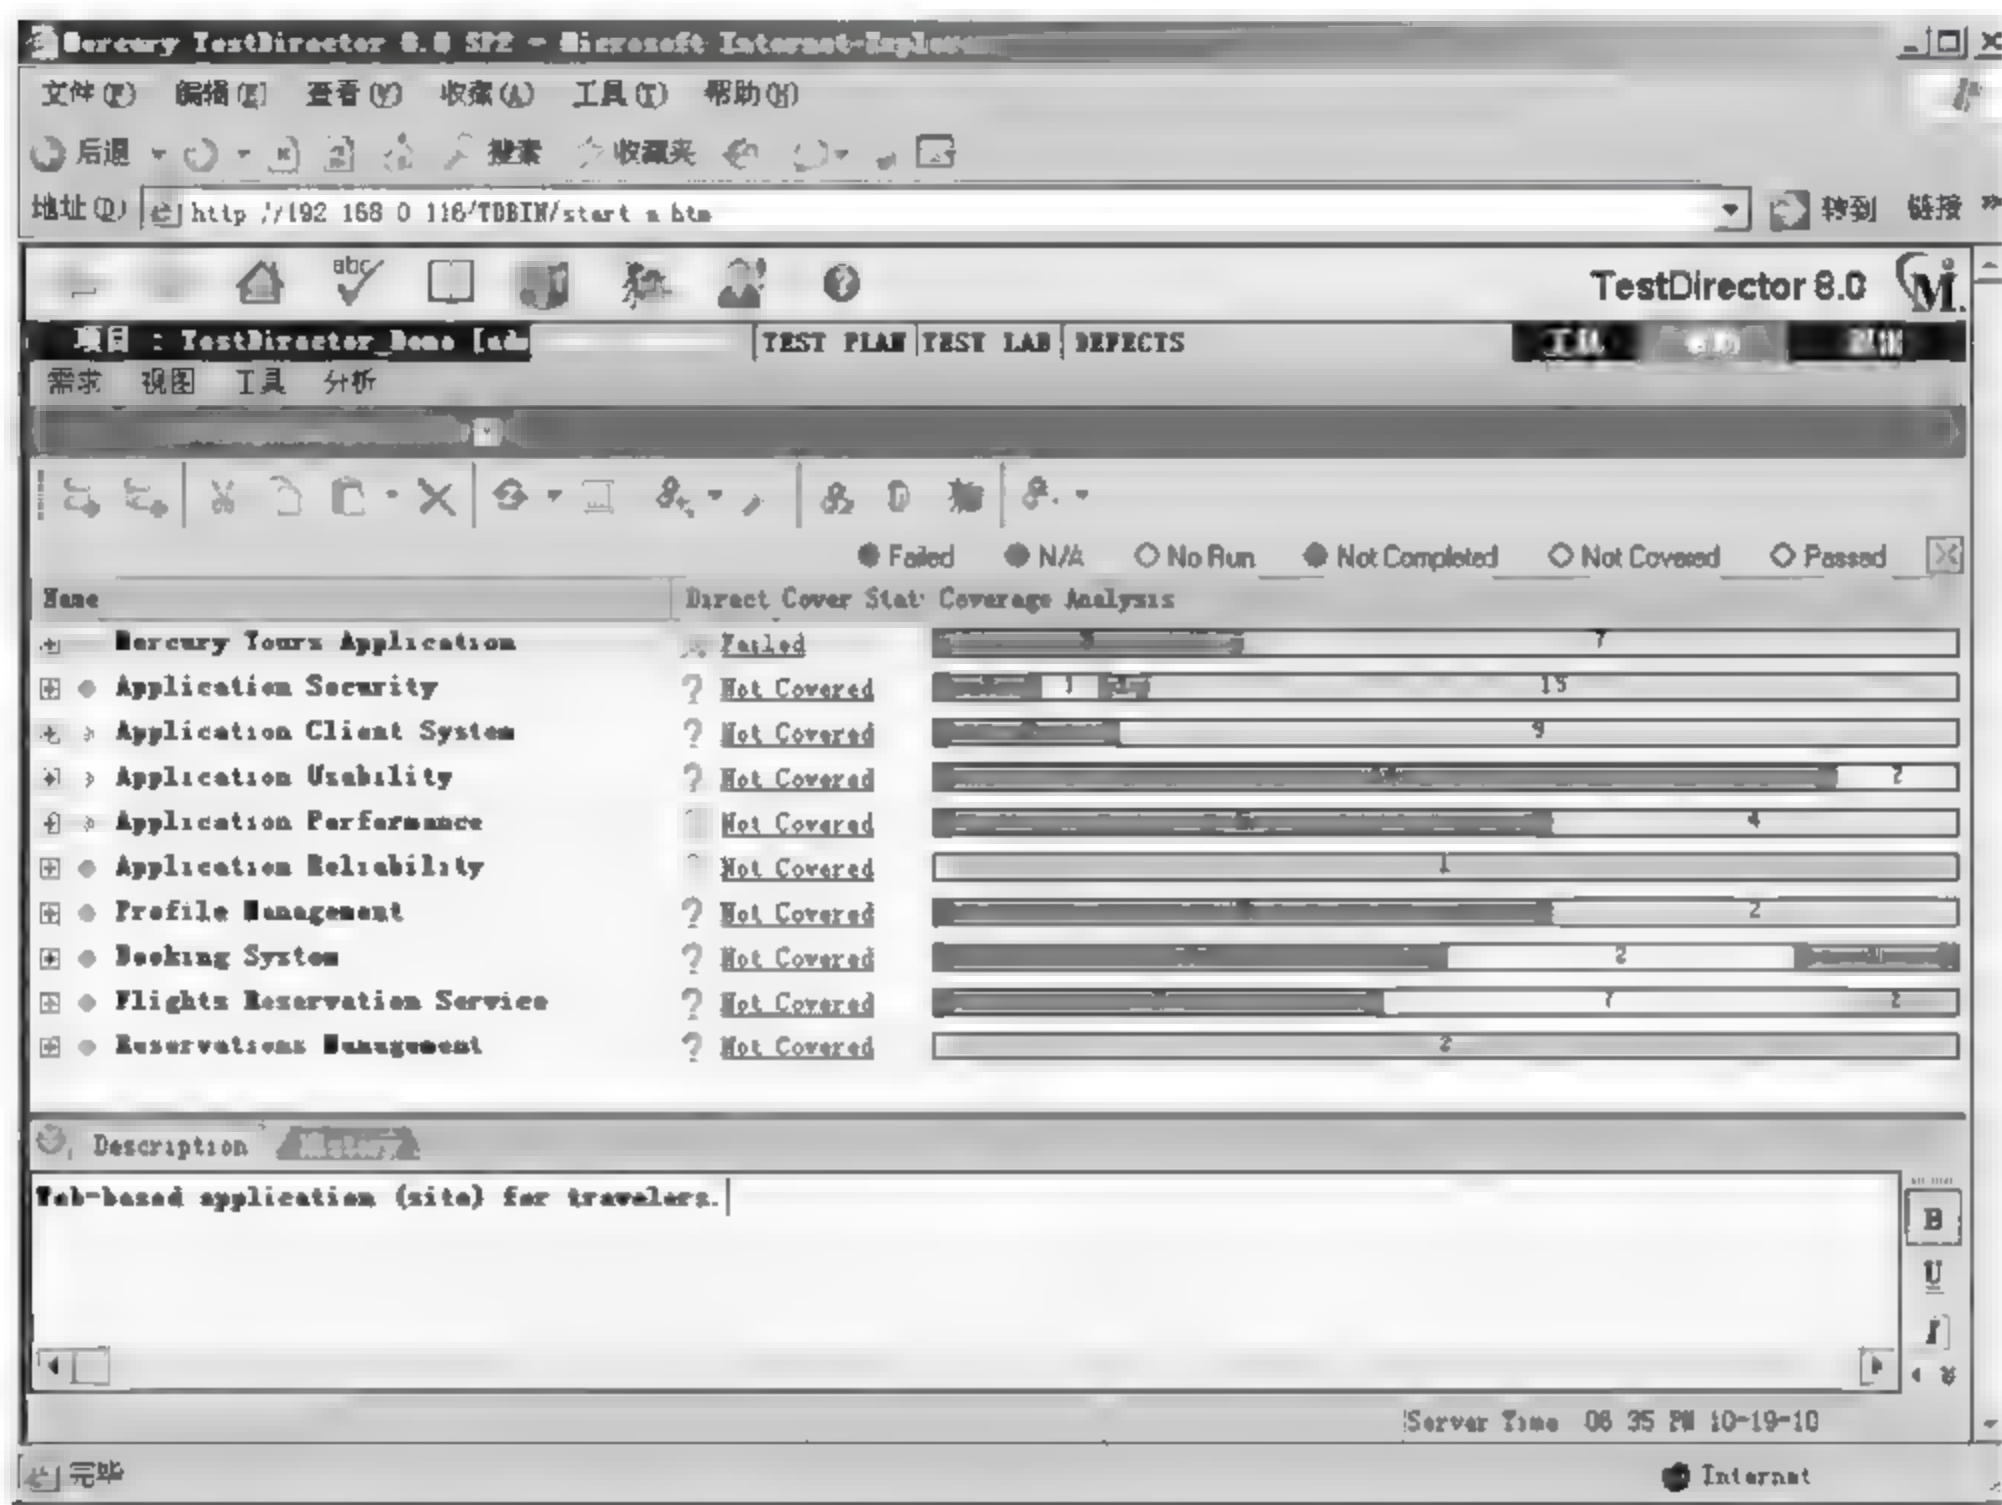 Mercury TestDirector 8.0 SP2 - Microsoft Internet Explorer
文件(F) 编辑(E) 查看(V) 收藏(A) 工具(T) 帮助(H)
后退 搜索 收藏夹
地址(D) http://192.168.0.116/TDBIN/start_a.htm 转到 链接
abc TestDirector 8.0 Mi
项目 : TestDirector_Demo [adm TEST PLAN TEST LAB DEFECTS
需求 视图 工具 分析
Failed N/A No Run Not Completed Not Covered Passed
Name Direct Cover Stat Coverage Analysis
Mercury Tours Application Failed 7
Application Security Not Covered 1 15
Application Client System Not Covered 9
Application Usability Not Covered 2
Application Performance Not Covered 4
Application Reliability Not Covered 1
Profile Management Not Covered 2
Booking System Not Covered 2
Flights Reservation Service Not Covered 7 2
Reservations Management Not Covered 2
Description History
Web-based application (site) for travelers.
B
U
I
Server Time 06:35 PM 10-19-10
完毕 Internet